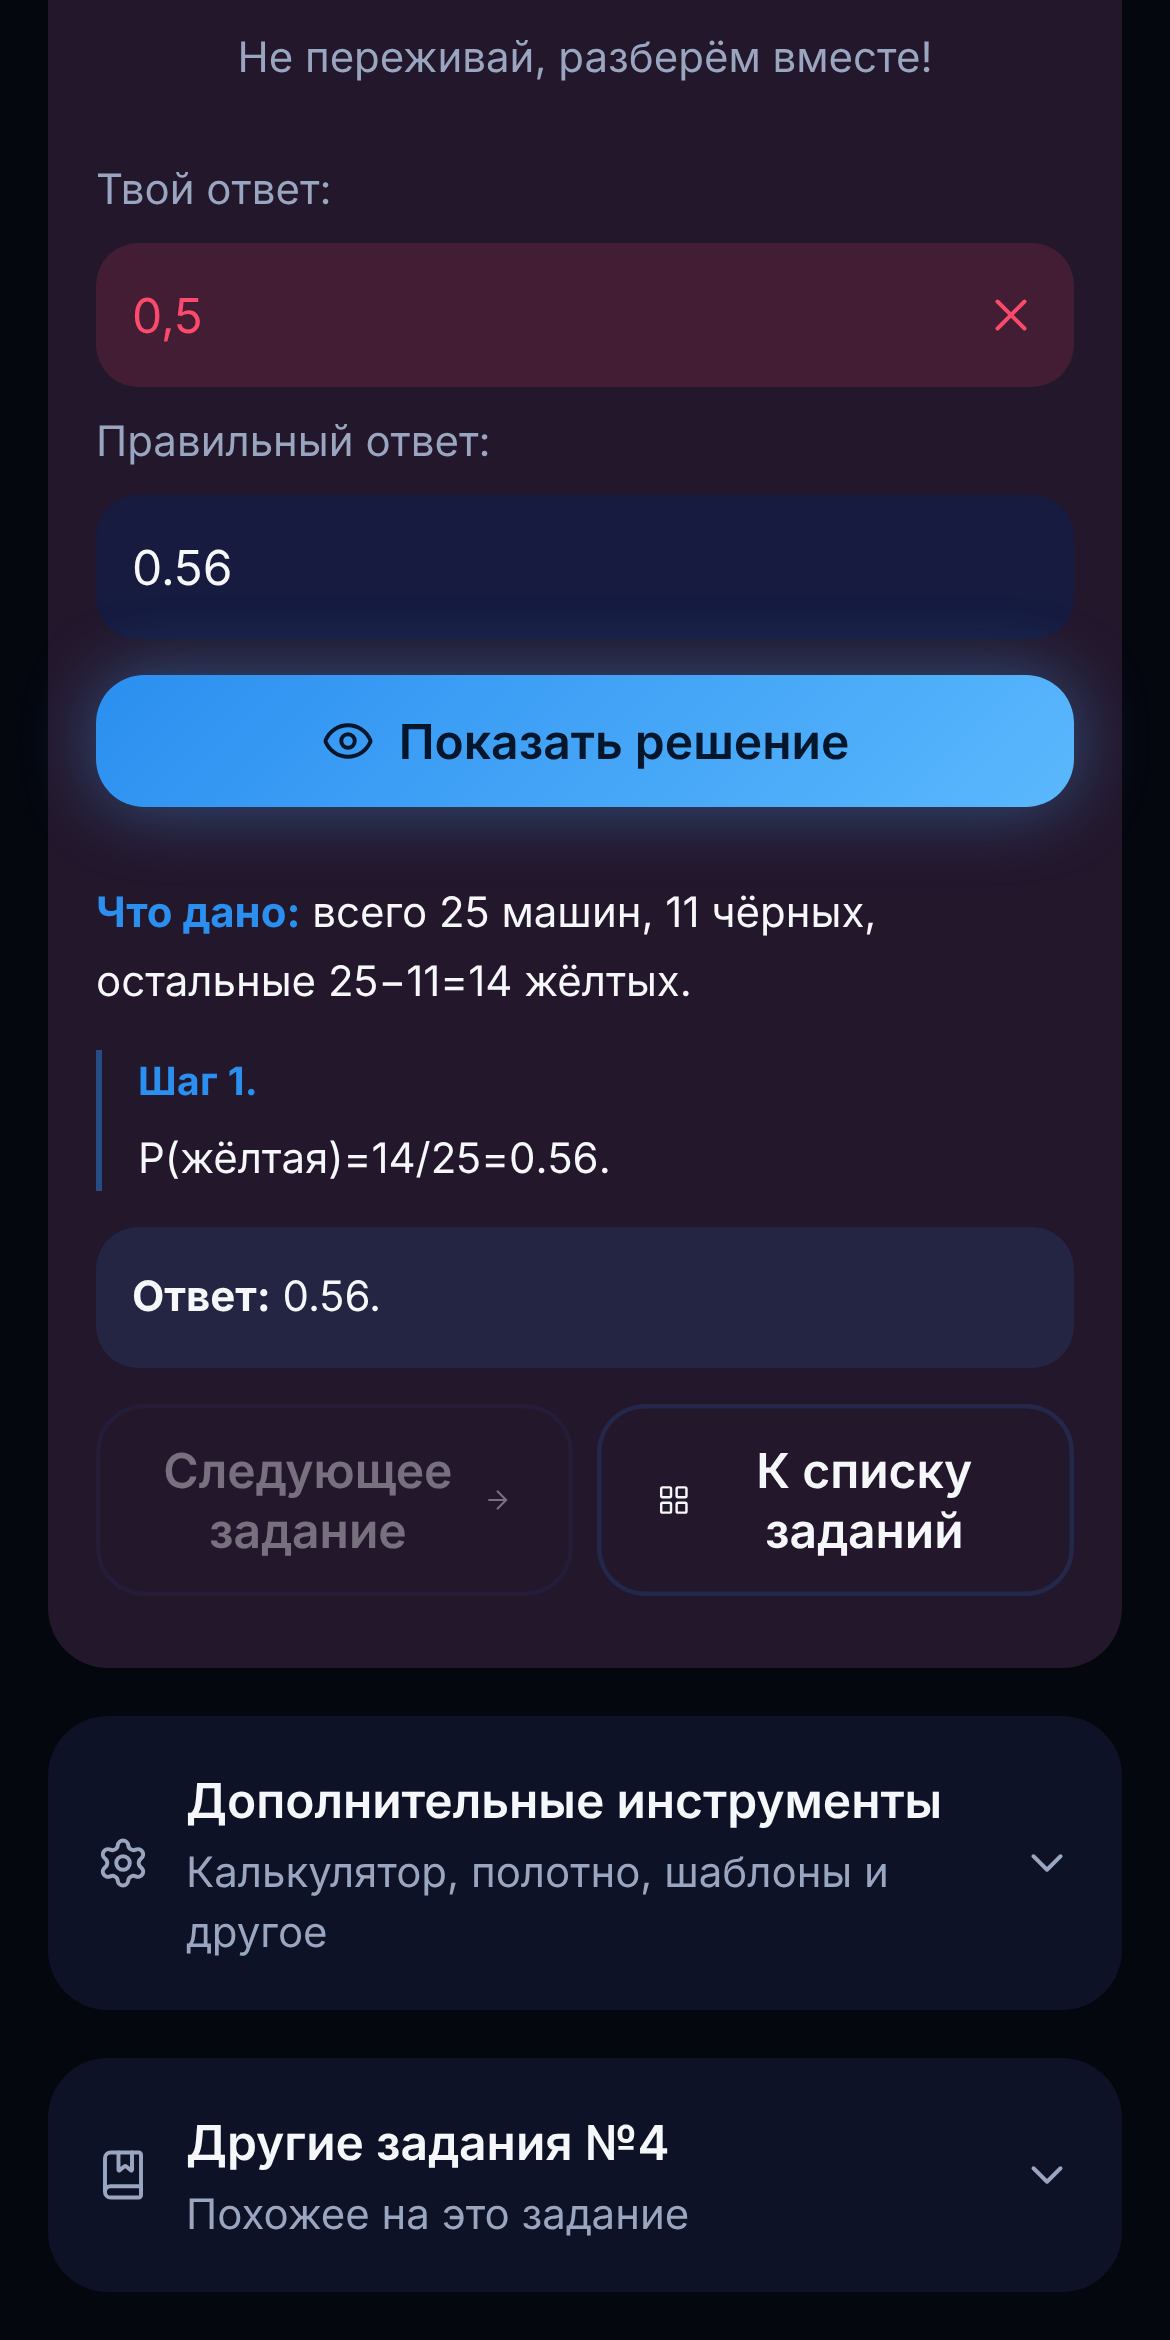 Не переживай, разберём вместе!
Твой ответ:
0,5
Правильный ответ:
0.56
Показать решение
Что дано: всего 25 машин, 11 чёрных,
остальные 25−11=14 жёлтых.
Шаг 1.
P(жёлтая)=14/25=0.56.
Ответ: 0.56.
Следующее
задание
К списку
заданий
Дополнительные инструменты
Калькулятор, полотно, шаблоны и
другое
Другие задания №4
Похожее на это задание